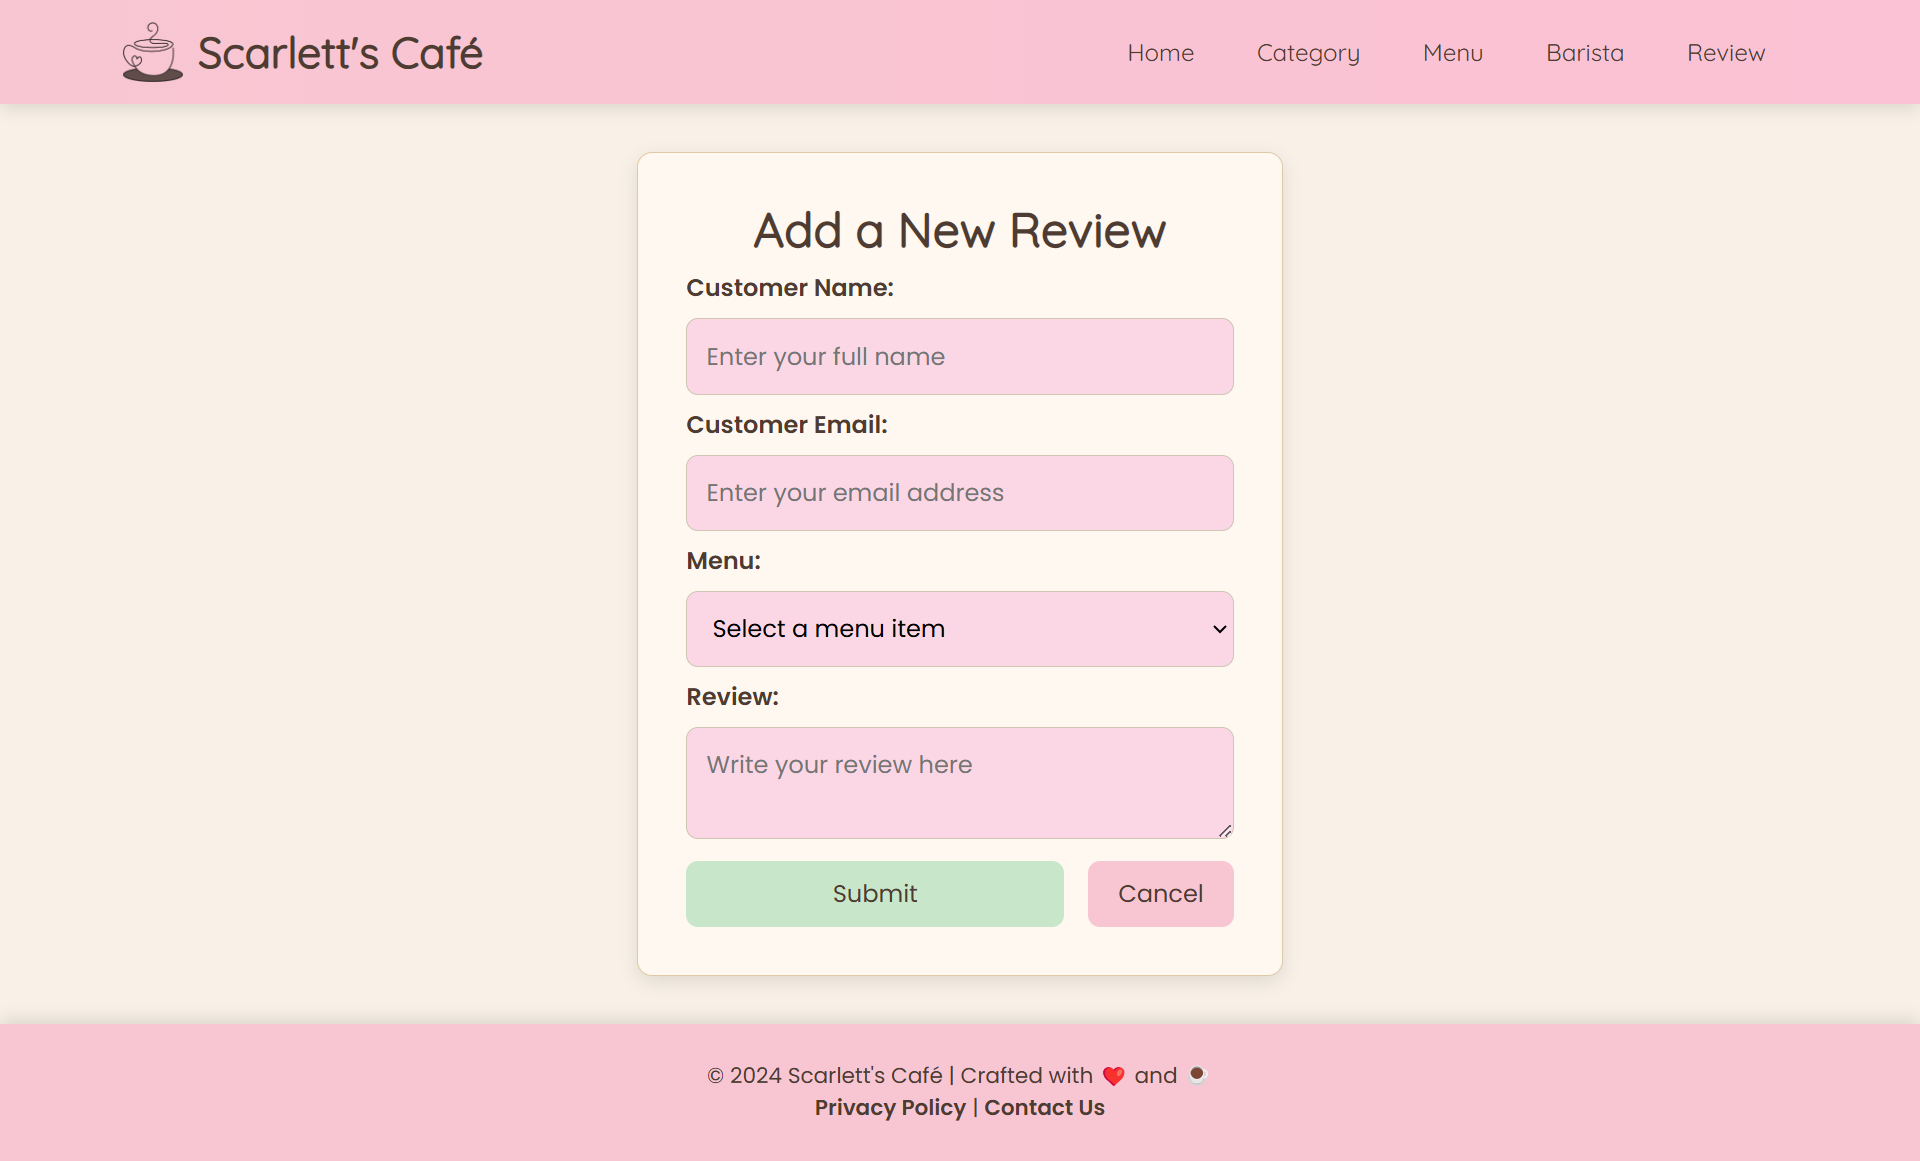 Scarlett's Café
Home Category Menu Barista Review
Add a New Review
Customer Name:
Enter your full name
Customer Email:
Enter your email address
Menu:
Select a menu item
Review:
Write your review here
Submit Cancel
© 2024 Scarlett's Café | Crafted with ❤️ and ☕
Privacy Policy | Contact Us